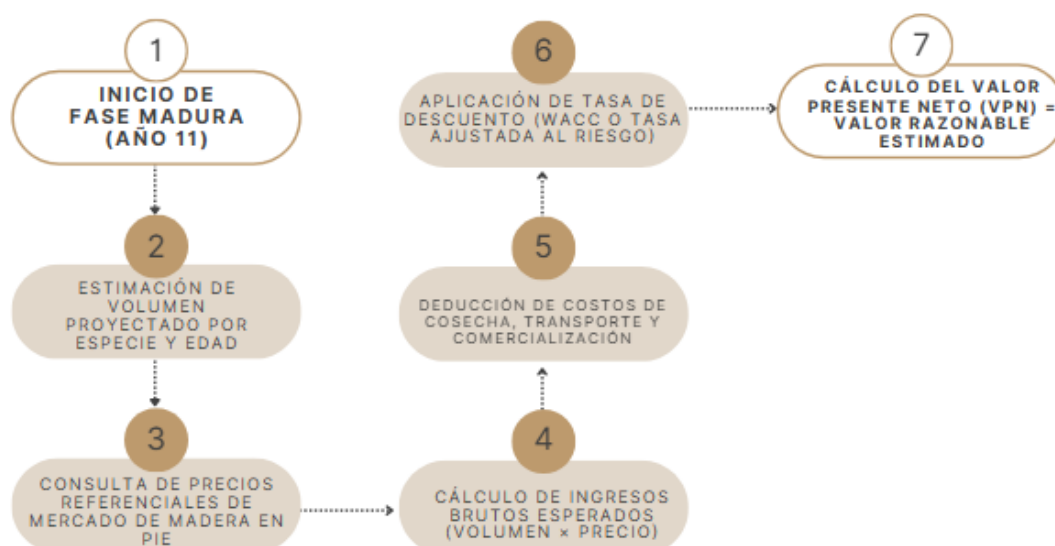 1
INICIO DE
FASE MADURA
(AÑO 11)
2
ESTIMACIÓN DE
VOLUMEN
PROYECTADO POR
ESPECIE Y EDAD
3
CONSULTA DE PRECIOS
REFERENCIALES DE
MERCADO DE MADERA EN
PIE
4
CÁLCULO DE INGRESOS
BRUTOS ESPERADOS
(VOLUMEN × PRECIO)
5
DEDUCCIÓN DE COSTOS DE
COSECHA, TRANSPORTE Y
COMERCIALIZACIÓN
6
APLICACIÓN DE TASA DE
DESCUENTO (WACC O TASA
AJUSTADA AL RIESGO)
7
CÁLCULO DEL VALOR
PRESENTE NETO (VPN) =
VALOR RAZONABLE
ESTIMADO